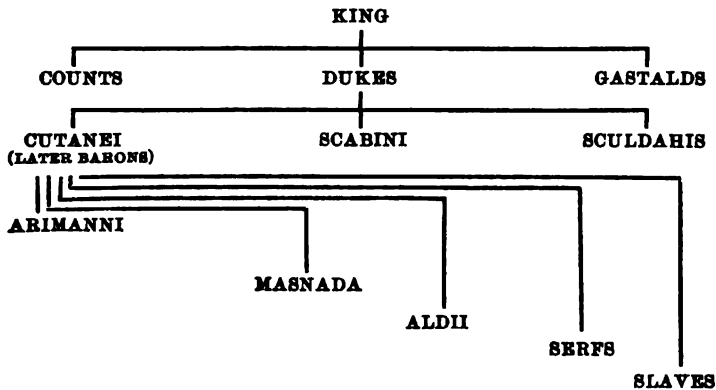 KING
COUNTS DUKES GASTALDS
CUTANEI SCABINI SCULDAHIS
(LATER BARONS)
ARIMANNI
MASNADA
ALDII
SERFS
SLAVES